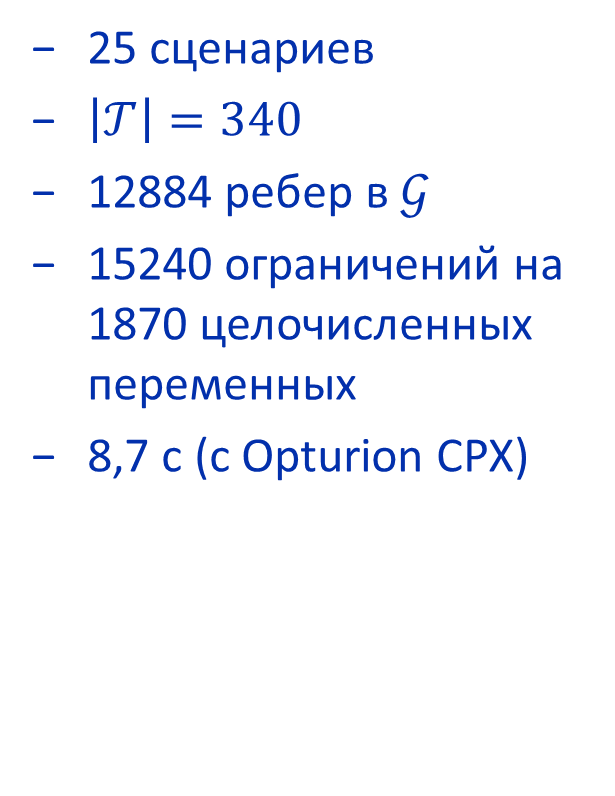 – 25 сценариев
– |𝒯| = 340
– 12884 ребер в 𝒢
– 15240 ограничений на
1870 целочисленных
переменных
– 8,7 с (с Opturion CPX)